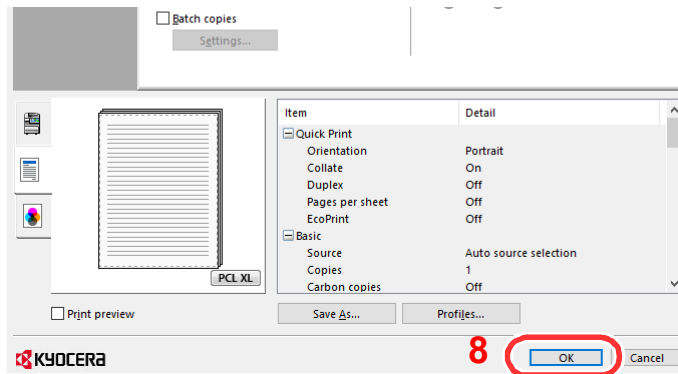 Batch copies
Settings...
Item Detail
Quick Print
Orientation Portrait
Collate On
Duplex Off
Pages per sheet Off
EcoPrint Off
Basic
Source Auto source selection
Copies 1
Carbon copies Off
PCL XL
Print preview
Save As... Profiles...
KYOCERA 8 OK Cancel